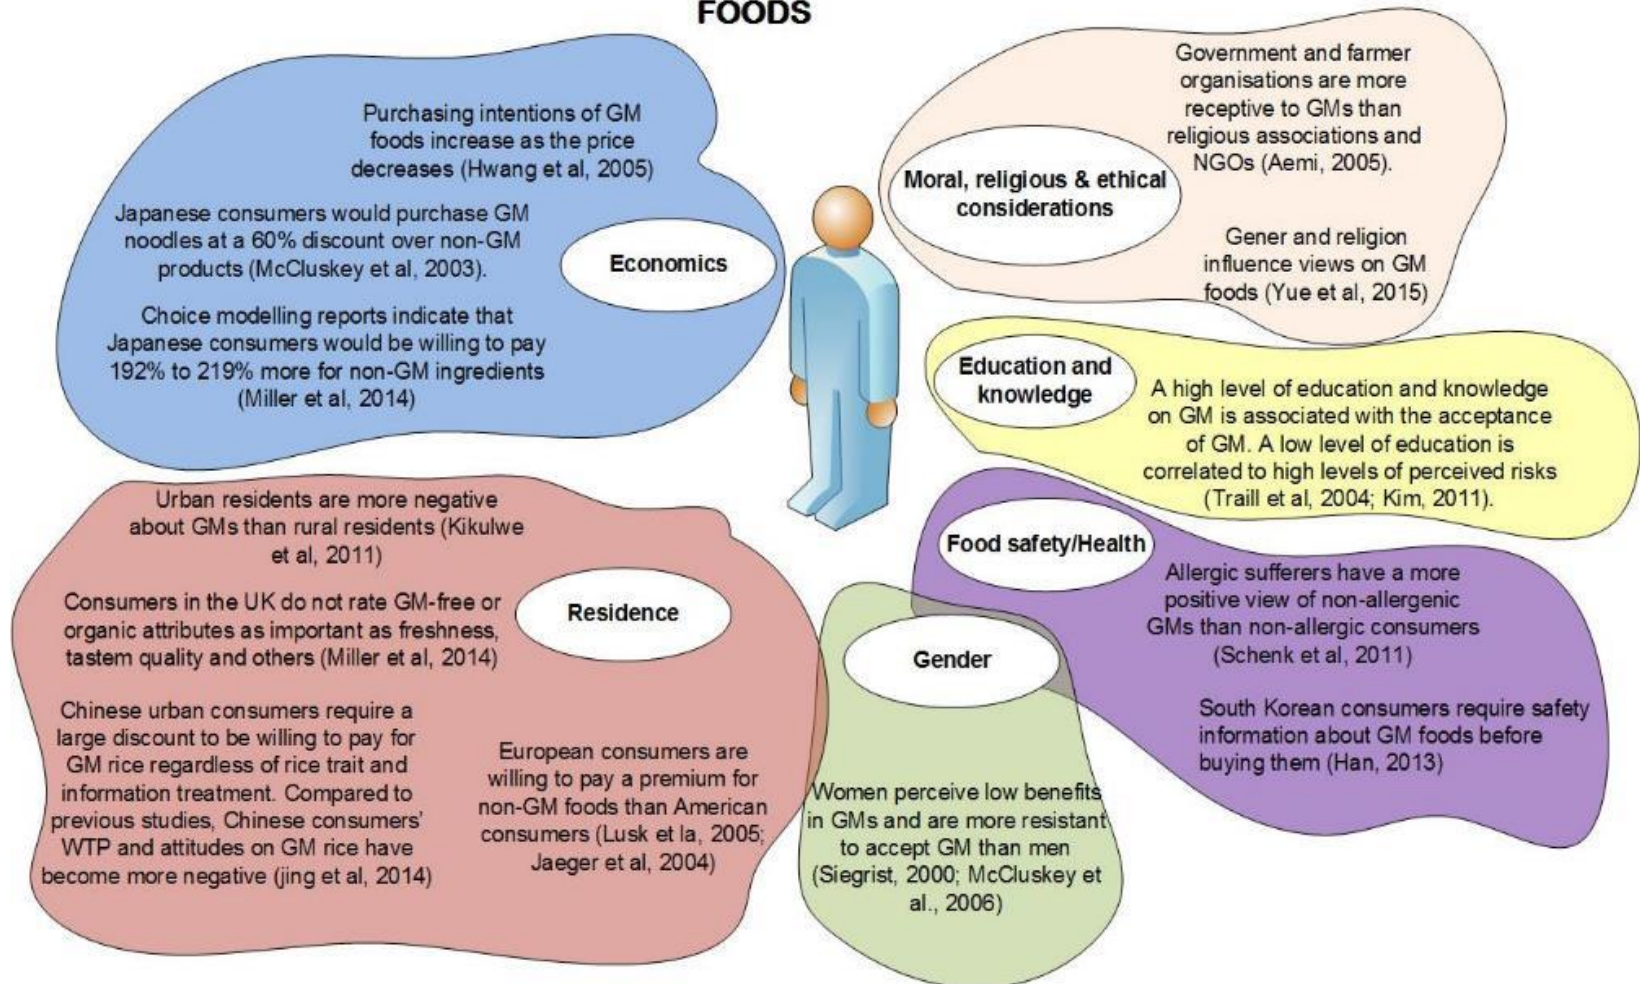 FOODS
Purchasing intentions of GM
foods increase as the price
decreases (Hwang et al, 2005)
Japanese consumers would purchase GM
noodles at a 60% discount over non-GM
products (McCluskey et al, 2003).
Choice modelling reports indicate that
Japanese consumers would be willing to pay
192% to 219% more for non-GM ingredients
(Miller et al, 2014)
Economics
Government and farmer
organisations are more
receptive to GMs than
religious associations and
NGOs (Aemi, 2005).
Moral, religious & ethical
considerations
Gener and religion
influence views on GM
foods (Yue et al, 2015)
Education and
knowledge
A high level of education and knowledge
on GM is associated with the acceptance
of GM. A low level of education is
correlated to high levels of perceived risks
(Traill et al, 2004; Kim, 2011).
Urban residents are more negative
about GMs than rural residents (Kikulwe
et al, 2011)
Consumers in the UK do not rate GM-free or
organic attributes as important as freshness,
tastem quality and others (Miller et al, 2014)
Residence
Chinese urban consumers require a
large discount to be willing to pay for
GM rice regardless of rice trait and
information treatment. Compared to
previous studies, Chinese consumers'
WTP and attitudes on GM rice have
become more negative (jing et al, 2014)
European consumers are
willing to pay a premium for
non-GM foods than American
consumers (Lusk et la, 2005;
Jaeger et al, 2004)
Food safety/Health
Allergic sufferers have a more
positive view of non-allergenic
GMs than non-allergic consumers
(Schenk et al, 2011)
South Korean consumers require safety
information about GM foods before
buying them (Han, 2013)
Gender
Women perceive low benefits
in GMs and are more resistant
to accept GM than men
(Siegrist, 2000; McCluskey et
al., 2006)